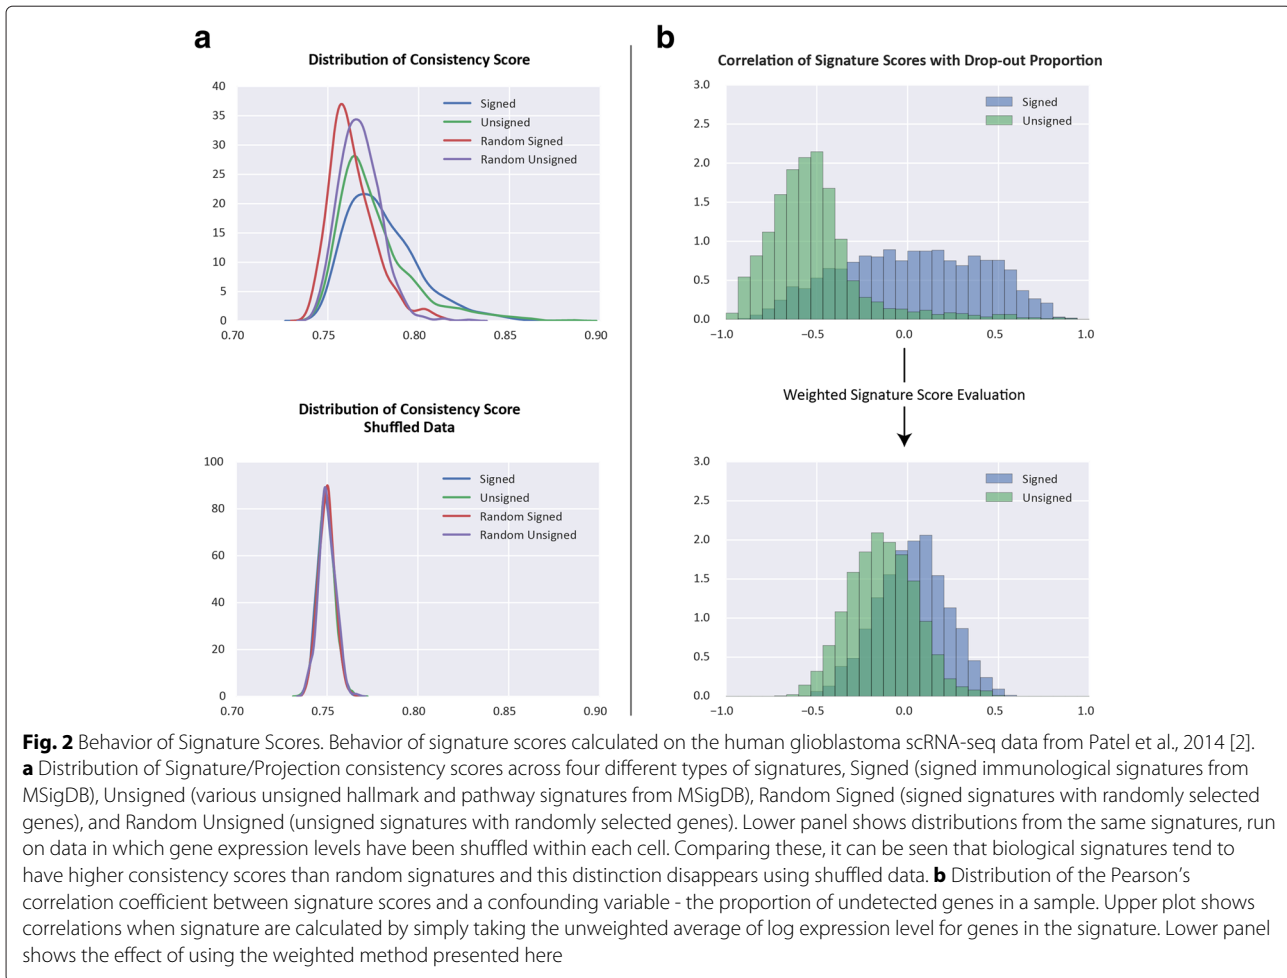 a
Distribution of Consistency Score
40
35
30
25
20
15
10
5
0
0.70
0.75
0.80
0.85
0.90
Signed
Unsigned
Random Signed
Random Unsigned
Distribution of Consistency Score
Shuffled Data
100
80
60
40
20
0
0.70
0.75
0.80
0.85
0.90
Signed
Unsigned
Random Signed
Random Unsigned
b
Correlation of Signature Scores with Drop-out Proportion
3.0
2.5
2.0
1.5
1.0
0.5
0.0
−1.0
−0.5
0.0
0.5
1.0
Signed
Unsigned
Weighted Signature Score Evaluation
3.0
2.5
2.0
1.5
1.0
0.5
0.0
−1.0
−0.5
0.0
0.5
1.0
Signed
Unsigned
Fig. 2 Behavior of Signature Scores. Behavior of signature scores calculated on the human glioblastoma scRNA-seq data from Patel et al., 2014 [2].
a Distribution of Signature/Projection consistency scores across four different types of signatures, Signed (signed immunological signatures from
MSigDB), Unsigned (various unsigned hallmark and pathway signatures from MSigDB), Random Signed (signed signatures with randomly selected
genes), and Random Unsigned (unsigned signatures with randomly selected genes). Lower panel shows distributions from the same signatures, run
on data in which gene expression levels have been shuffled within each cell. Comparing these, it can be seen that biological signatures tend to
have higher consistency scores than random signatures and this distinction disappears using shuffled data. b Distribution of the Pearson's
correlation coefficient between signature scores and a confounding variable - the proportion of undetected genes in a sample. Upper plot shows
correlations when signature are calculated by simply taking the unweighted average of log expression level for genes in the signature. Lower panel
shows the effect of using the weighted method presented here